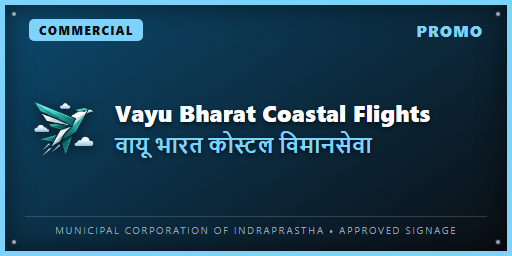 COMMERCIAL
PROMO
Vayu Bharat Coastal Flights
वायू भारत कोस्टल विमानसेवा
MUNICIPAL CORPORATION OF INDRAPRASTHA • APPROVED SIGNAGE